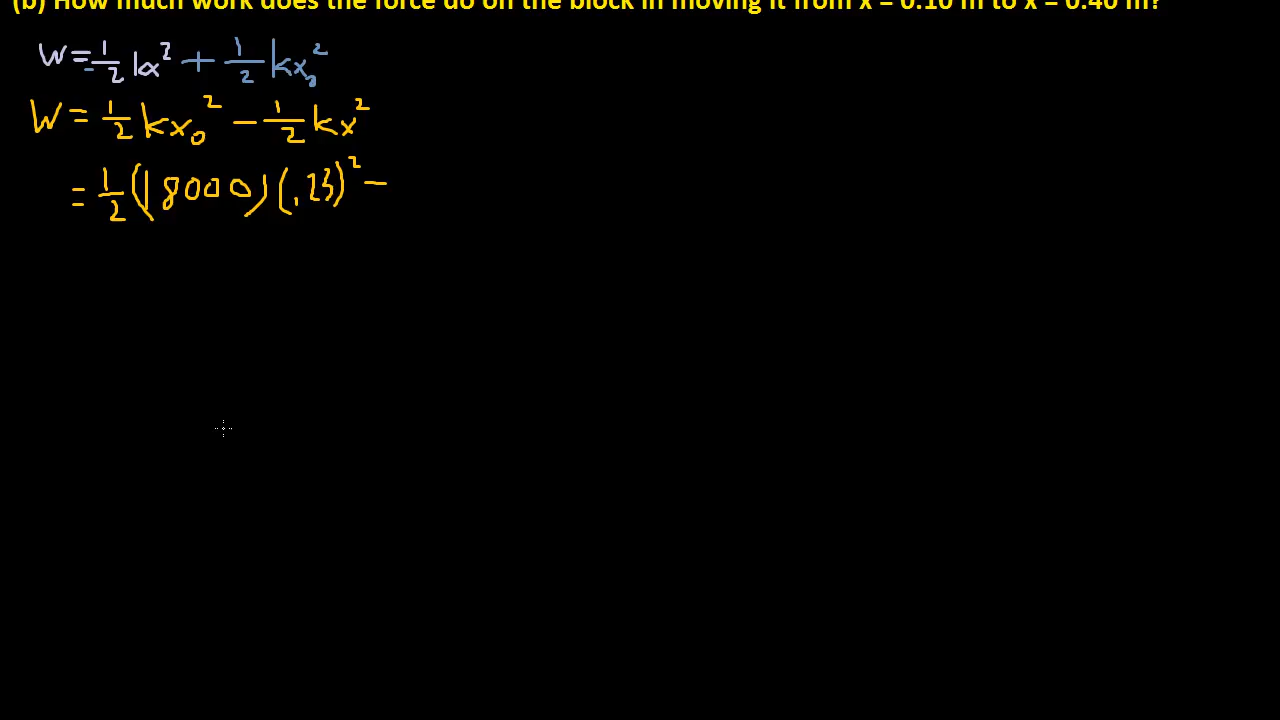 (b) How much work does the force do on the block in moving it from x = 0.10 m to x = 0.40 m?
W = -½ kx² + ½ kx₀²
W = ½ kx₀² - ½ kx²
= ½ (18000) (.23)² -